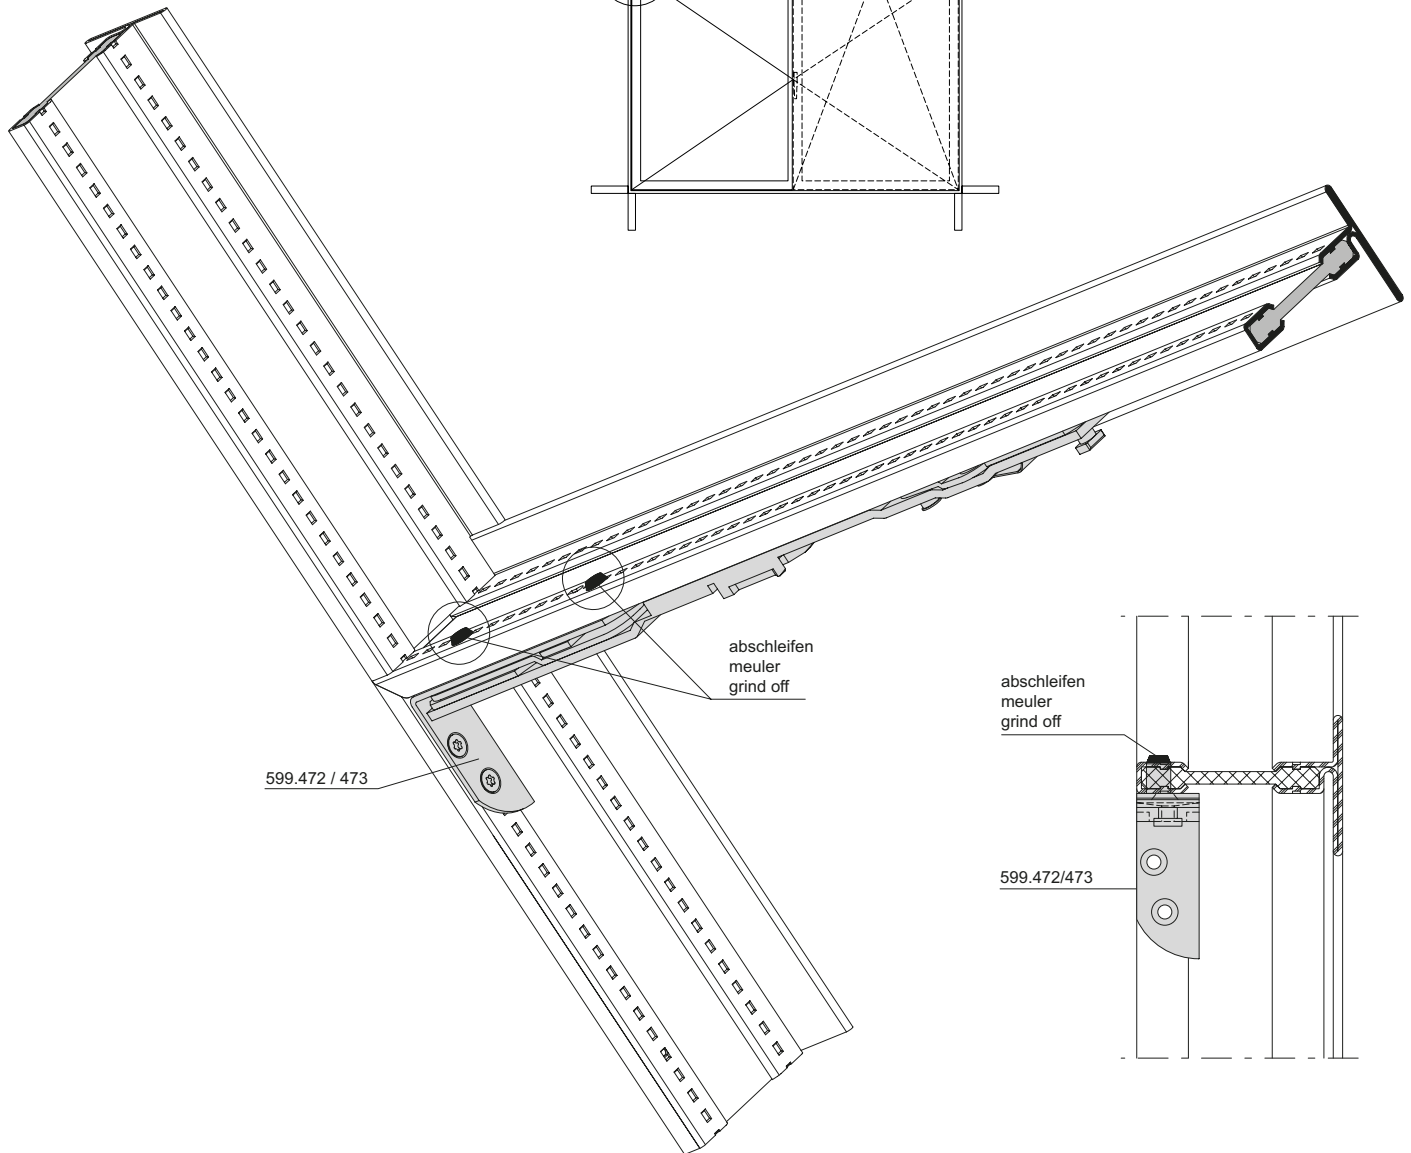 abschleifen
meuler
grind off
599.472 / 473
abschleifen
meuler
grind off
599.472/473